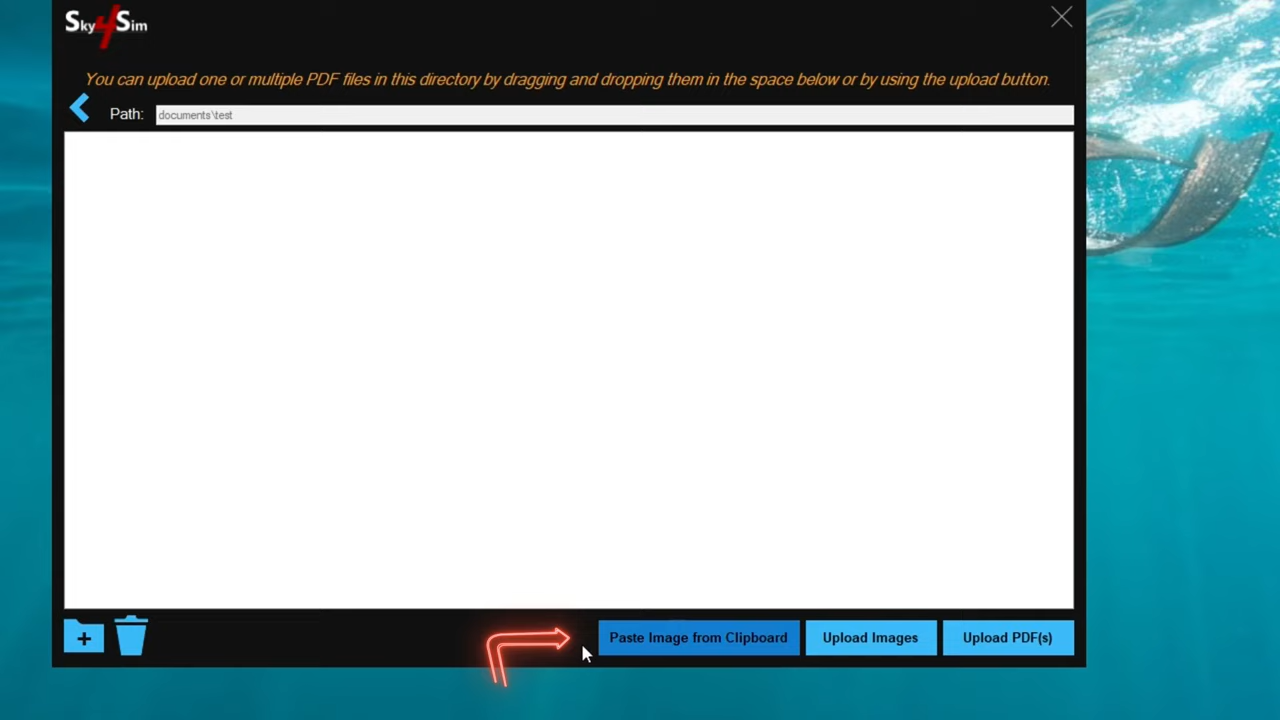 Sky4Sim
You can upload one or multiple PDF files in this directory by dragging and dropping them in the space below or by using the upload button.
Path: documents\test
Paste Image from Clipboard
Upload Images
Upload PDF(s)